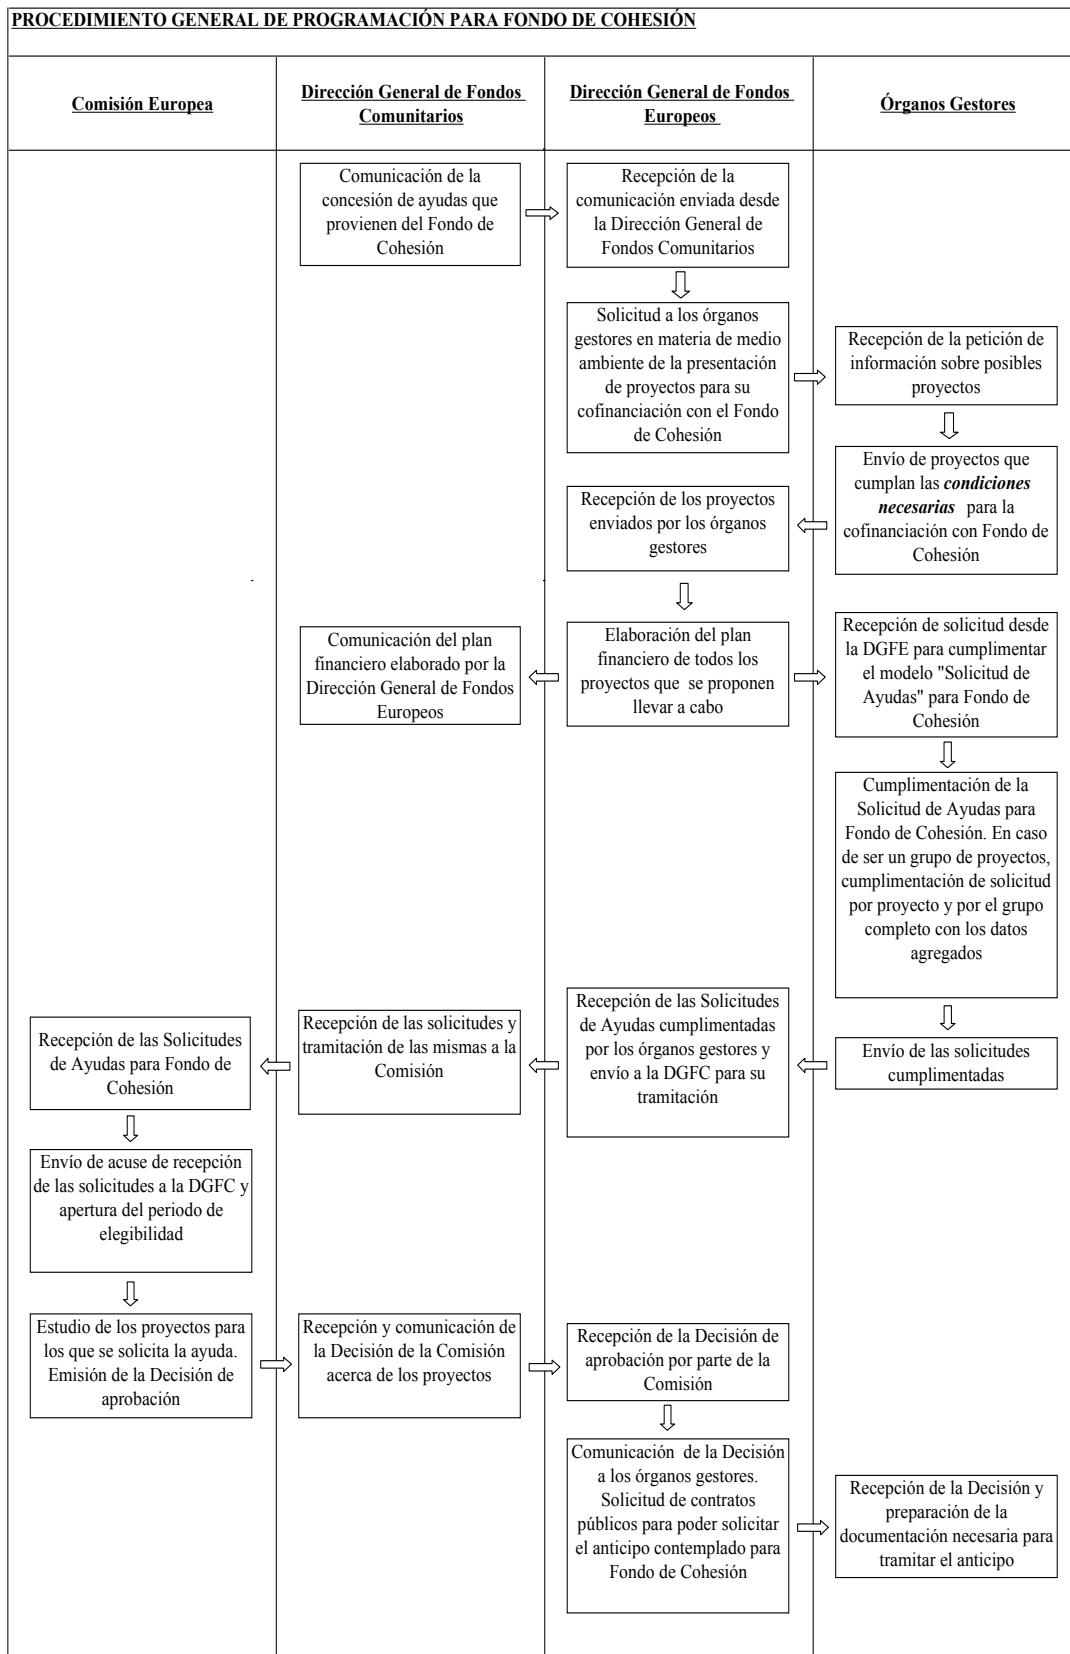 PROCEDIMIENTO GENERAL DE PROGRAMACIÓN PARA FONDO DE COHESIÓN
Comisión Europea
Dirección General de Fondos
Comunitarios
Dirección General de Fondos
Europeos
Órganos Gestores
Comunicación de la
concesión de ayudas que
provienen del Fondo de
Cohesión
Recepción de la
comunicación enviada desde
la Dirección General de
Fondos Comunitarios
Solicitud a los órganos
gestores en materia de medio
ambiente de la presentación
de proyectos para su
cofinanciación con el Fondo
de Cohesión
Recepción de la petición de
información sobre posibles
proyectos
Envío de proyectos que
cumplan las condiciones
necesarias para la
cofinanciación con Fondo de
Cohesión
Recepción de los proyectos
enviados por los órganos
gestores
Elaboración del plan
financiero de todos los
proyectos que se proponen
llevar a cabo
Comunicación del plan
financiero elaborado por la
Dirección General de Fondos
Europeos
Recepción de solicitud desde
la DGFE para cumplimentar
el modelo "Solicitud de
Ayudas" para Fondo de
Cohesión
Cumplimentación de la
Solicitud de Ayudas para
Fondo de Cohesión. En caso
de ser un grupo de proyectos,
cumplimentación de solicitud
por proyecto y por el grupo
completo con los datos
agregados
Envío de las solicitudes
cumplimentadas
Recepción de las Solicitudes
de Ayudas cumplimentadas
por los órganos gestores y
envío a la DGFC para su
tramitación
Recepción de las solicitudes y
tramitación de las mismas a la
Comisión
Recepción de las Solicitudes
de Ayudas para Fondo de
Cohesión
Envío de acuse de recepción
de las solicitudes a la DGFC y
apertura del periodo de
elegibilidad
Estudio de los proyectos para
los que se solicita la ayuda.
Emisión de la Decisión de
aprobación
Recepción y comunicación de
la Decisión de la Comisión
acerca de los proyectos
Recepción de la Decisión de
aprobación por parte de la
Comisión
Comunicación de la Decisión
a los órganos gestores.
Solicitud de contratos
públicos para poder solicitar
el anticipo contemplado para
Fondo de Cohesión
Recepción de la Decisión y
preparación de la
documentación necesaria para
tramitar el anticipo